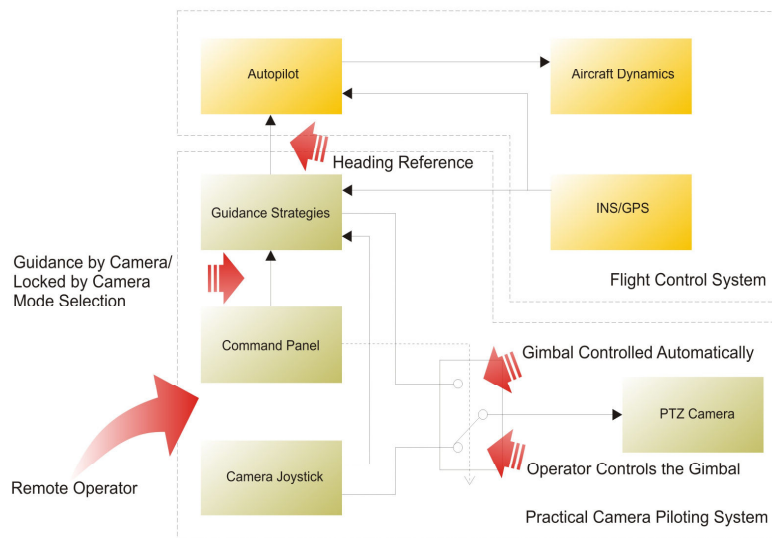 Autopilot
Aircraft Dynamics
Heading Reference
Guidance Strategies
INS/GPS
Guidance by Camera/
Locked by Camera
Mode Selection
Flight Control System
Command Panel
Gimbal Controlled Automatically
PTZ Camera
Camera Joystick
Operator Controls the Gimbal
Remote Operator
Practical Camera Piloting System